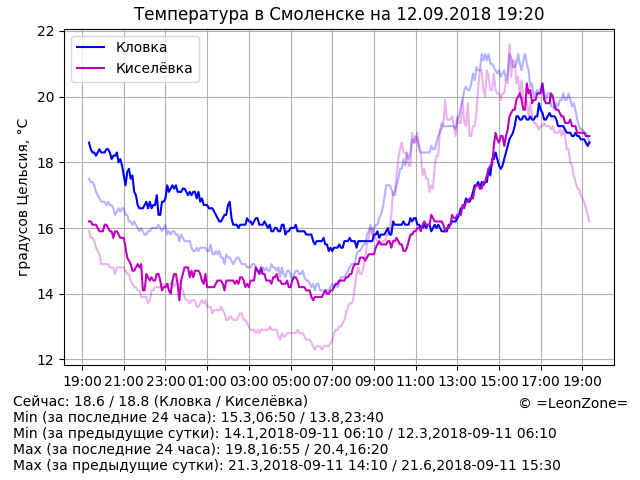 Температура в Смоленске на 12.09.2018 19:20
градусов Цельсия, °C
22
20
18
16
14
12
Кловка
Киселёвка
19:00 21:00 23:00 01:00 03:00 05:00 07:00 09:00 11:00 13:00 15:00 17:00 19:00
Сейчас: 18.6 / 18.8 (Кловка / Киселёвка)
© =LeonZone=
Min (за последние 24 часа): 15.3,06:50 / 13.8,23:40
Min (за предыдущие сутки): 14.1,2018-09-11 06:10 / 12.3,2018-09-11 06:10
Max (за последние 24 часа): 19.8,16:55 / 20.4,16:20
Max (за предыдущие сутки): 21.3,2018-09-11 14:10 / 21.6,2018-09-11 15:30